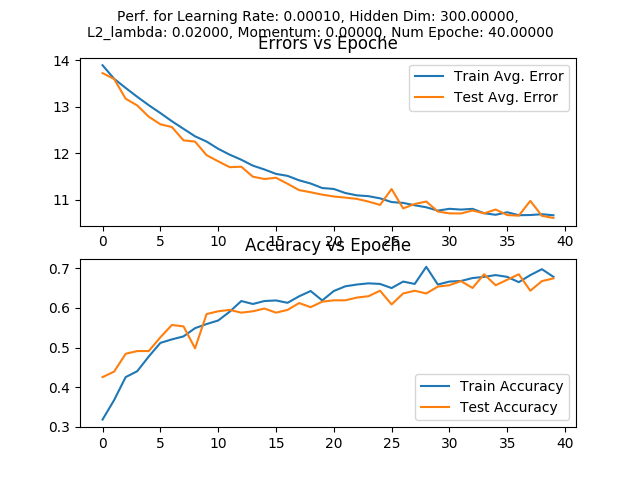 Perf. for Learning Rate: 0.00010, Hidden Dim: 300.00000,
L2_lambda: 0.02000, Momentum: 0.00000, Num Epoche: 40.00000
Errors vs Epoche
14
13
12
11
Train Avg. Error
Test Avg. Error
0 5 10 15 20 25 30 35 40
Accuracy vs Epoche
0.7
0.6
0.5
0.4
0.3
Train Accuracy
Test Accuracy
0 5 10 15 20 25 30 35 40